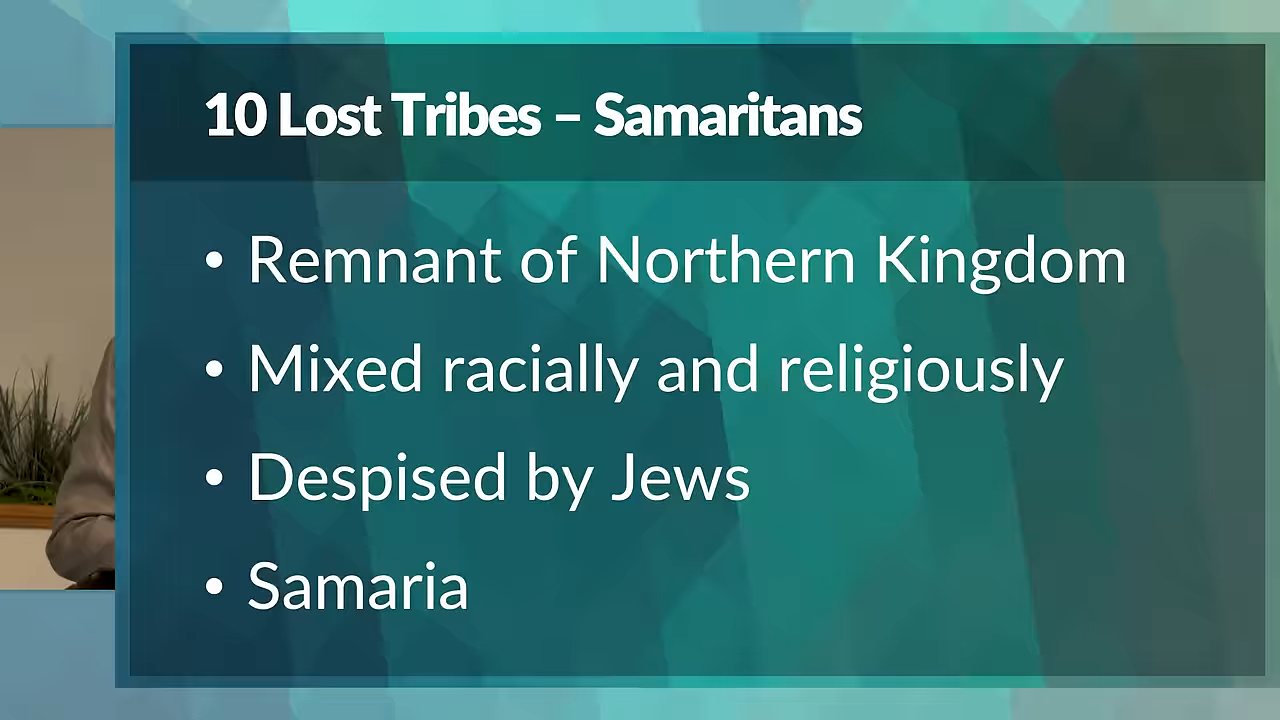 10 Lost Tribes – Samaritans
• Remnant of Northern Kingdom
• Mixed racially and religiously
• Despised by Jews
• Samaria